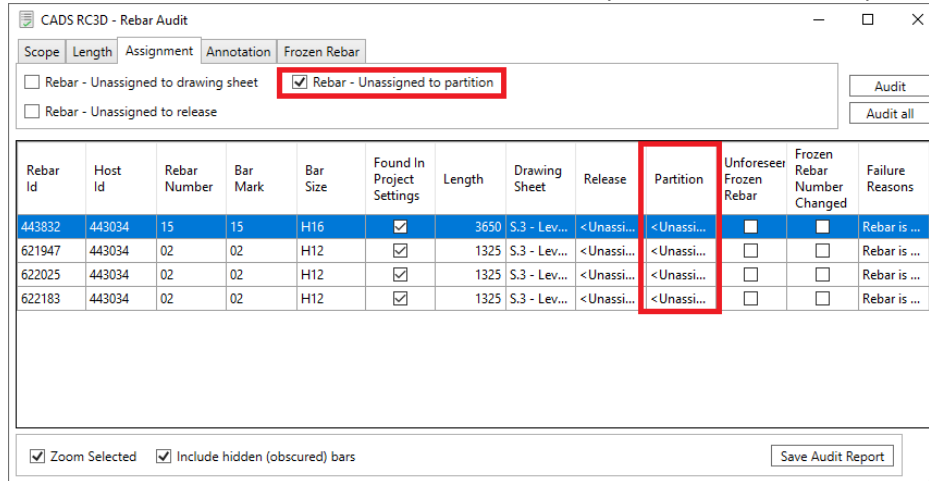 CADS RC3D - Rebar Audit
Scope Length Assignment Annotation Frozen Rebar
Rebar - Unassigned to drawing sheet Rebar - Unassigned to partition Audit
Rebar - Unassigned to release Audit all
Rebar Id Host Id Rebar Number Bar Mark Bar Size Found In Project Settings Length Drawing Sheet Release Partition Unforeseen Frozen Rebar Frozen Rebar Number Changed Failure Reasons
443832 443034 15 15 H16 3650 S.3 - Lev... <Unassi... <Unassi... Rebar is ...
621947 443034 02 02 H12 1325 S.3 - Lev... <Unassi... <Unassi... Rebar is ...
622025 443034 02 02 H12 1325 S.3 - Lev... <Unassi... <Unassi... Rebar is ...
622183 443034 02 02 H12 1325 S.3 - Lev... <Unassi... <Unassi... Rebar is ...
Zoom Selected Include hidden (obscured) bars Save Audit Report